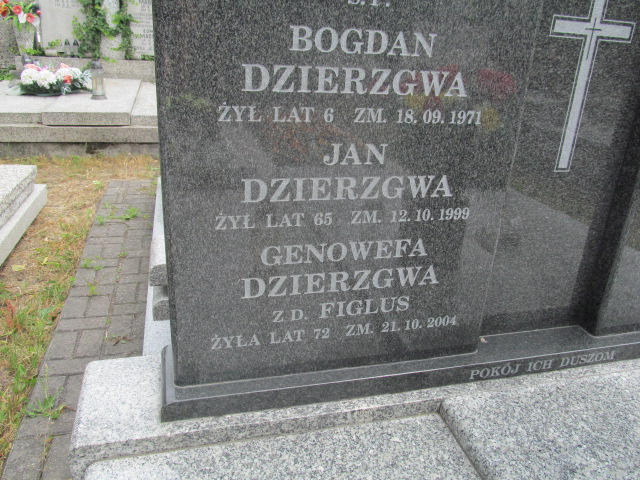 Ś.P.
BOGDAN
DZIERZGWA
ŻYŁ LAT 6 ZM. 18.09.1971
JAN
DZIERZGWA
ŻYŁ LAT 65 ZM. 12.10.1999
GENOWEFA
DZIERZGWA
Z.D. FIGLUS
ŻYŁA LAT 72 ZM. 21.10.2004
POKÓJ ICH DUSZOM